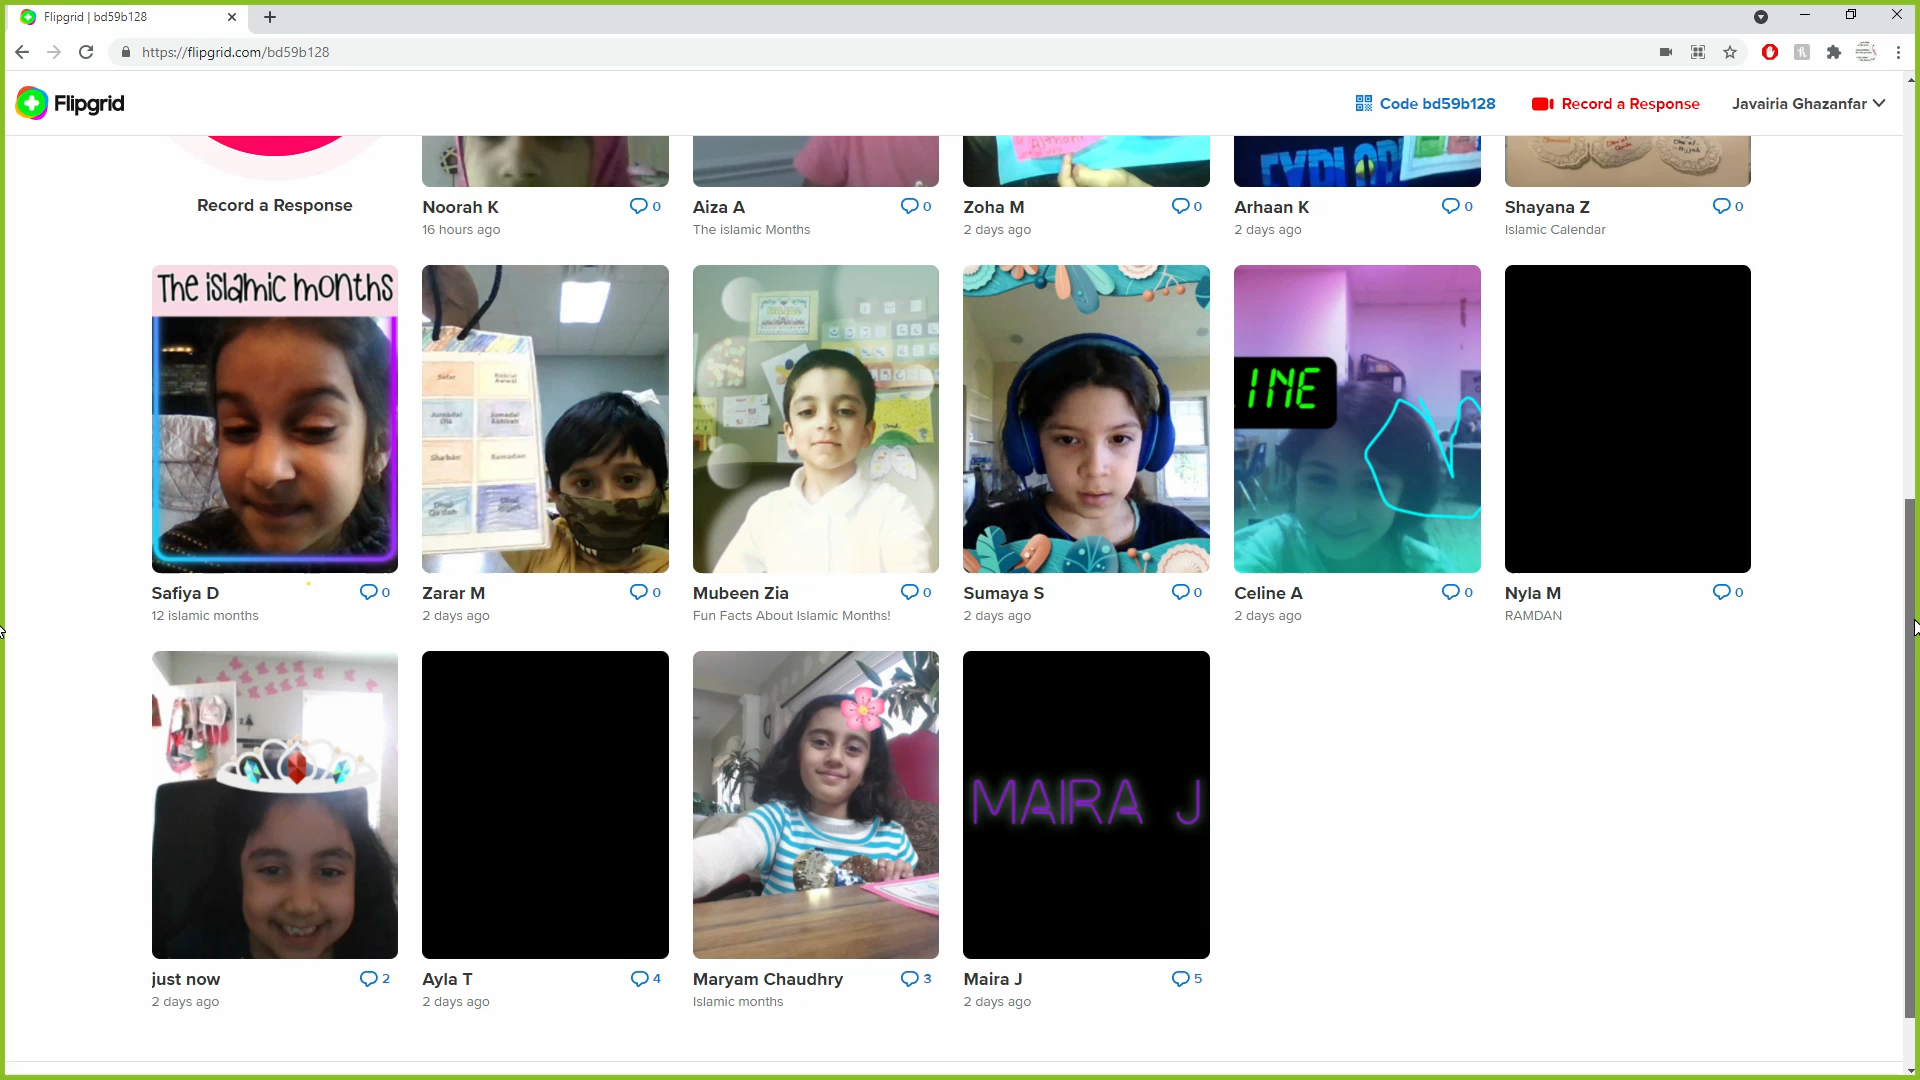 Flipgrid | bd59b128
https://flipgrid.com/bd59b128
Flipgrid
Code bd59b128
Record a Response
Javairia Ghazanfar
Record a Response
Noorah K
0
16 hours ago
Aiza A
0
The islamic Months
Zoha M
0
2 days ago
Arhaan K
0
2 days ago
Shayana Z
0
Islamic Calendar
The islamic months
Safar
Ramadan
Sha'ban
INE
Safiya D
0
12 islamic months
Zarar M
0
2 days ago
Mubeen Zia
0
Fun Facts About Islamic Months!
Sumaya S
0
2 days ago
Celine A
0
2 days ago
Nyla M
0
RAMDAN
MAIRA J
just now
2
2 days ago
Ayla T
4
2 days ago
Maryam Chaudhry
3
Islamic months
Maira J
5
2 days ago